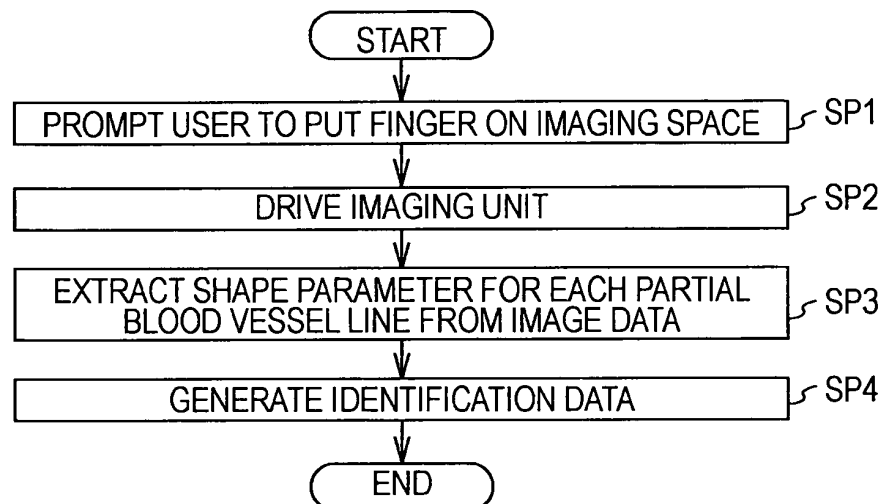 START
PROMPT USER TO PUT FINGER ON IMAGING SPACE
SP1
DRIVE IMAGING UNIT
SP2
EXTRACT SHAPE PARAMETER FOR EACH PARTIAL
BLOOD VESSEL LINE FROM IMAGE DATA
SP3
GENERATE IDENTIFICATION DATA
SP4
END